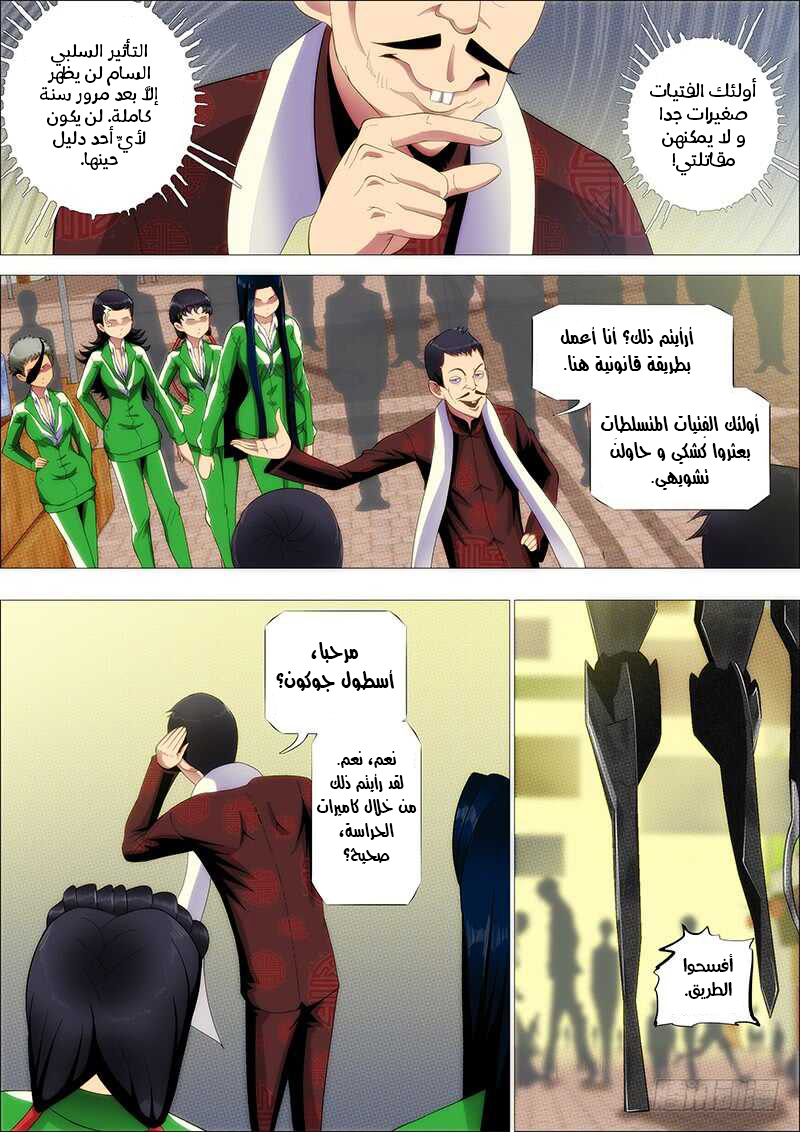 أولئك الفتيات
صغيرات جدا
و لا يمكنهن
مقاتلتي!
التأثير السلبي
السام لن يظهر
إلاَّ بعد مرور سنة
كاملة. لن يكون
لأيِّ أحد دليل
حينها.
أرأيتم ذلك؟ أنا أعمل
بطريقة قانونية هنا.
أولئك الفتيات المتسلطات
بعثروا كشكي و حاولن
تشويهي.
أفسحوا
الطريق.
مرحبا،
أسطول جوكون؟
نعم، نعم.
لقد رأيتم ذلك
من خلال كاميرات
الحراسة،
صحيح؟